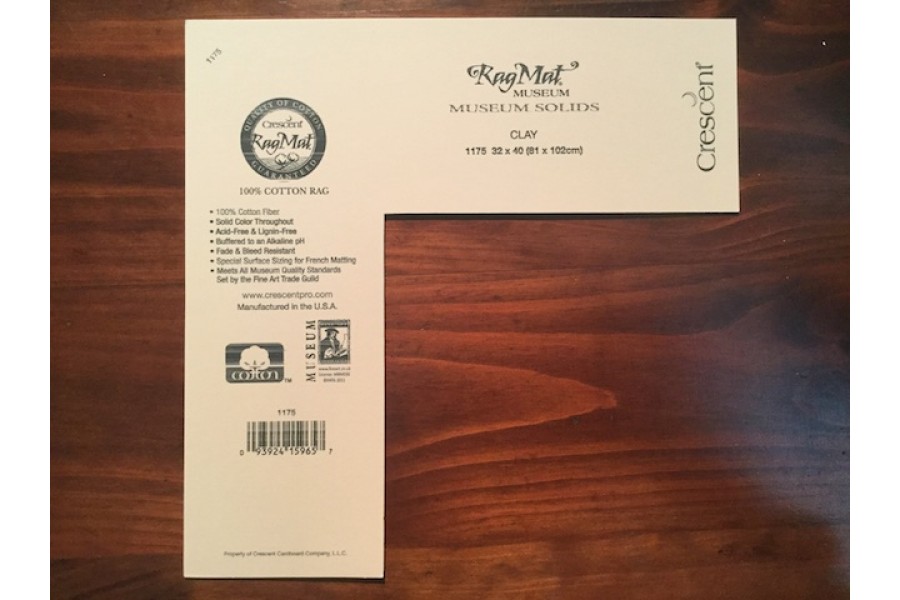 1175
RagMat®
MUSEUM
MUSEUM SOLIDS
CLAY
1175 32 x 40 (81 x 102cm)
Crescent
QUALITY OF COTTON
Crescent
RagMat
GUARANTEED
100% COTTON RAG
• 100% Cotton Fiber
• Solid Color Throughout
• Acid-Free & Lignin-Free
• Buffered to an Alkaline pH
• Fade & Bleed Resistant
• Special Surface Sizing for French Matting
• Meets All Museum Quality Standards
Set by the Fine Art Trade Guild
www.crescentpro.com
Manufactured in the U.S.A.
cotton TM
MUSEUM
1175
0 93924 15965 7
Property of Crescent Cardboard Company, L.L.C.